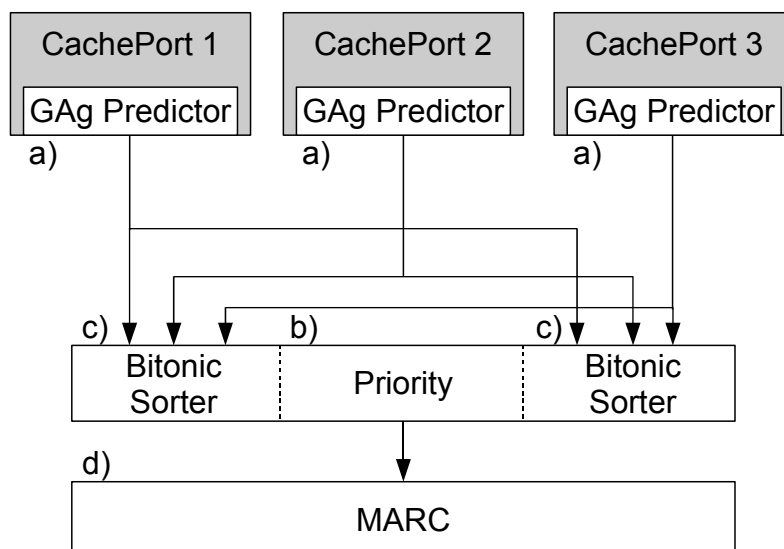 CachePort 1
CachePort 2
CachePort 3
GAg Predictor
GAg Predictor
GAg Predictor
a)
a)
a)
c)
b)
c)
Bitonic
Sorter
Priority
Bitonic
Sorter
d)
MARC